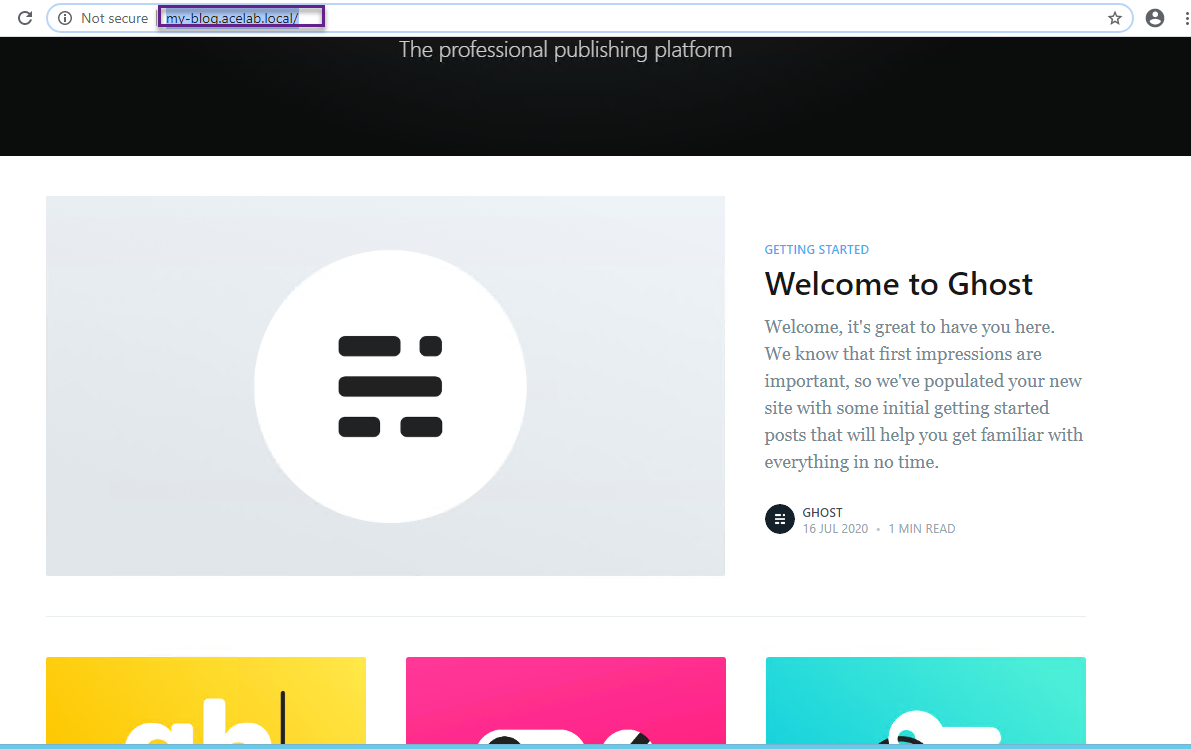 Not secure my-blog.acelab.local/
The professional publishing platform
GETTING STARTED
Welcome to Ghost
Welcome, it's great to have you here.
We know that first impressions are
important, so we've populated your new
site with some initial getting started
posts that will help you get familiar with
everything in no time.
GHOST
16 JUL 2020 • 1 MIN READ